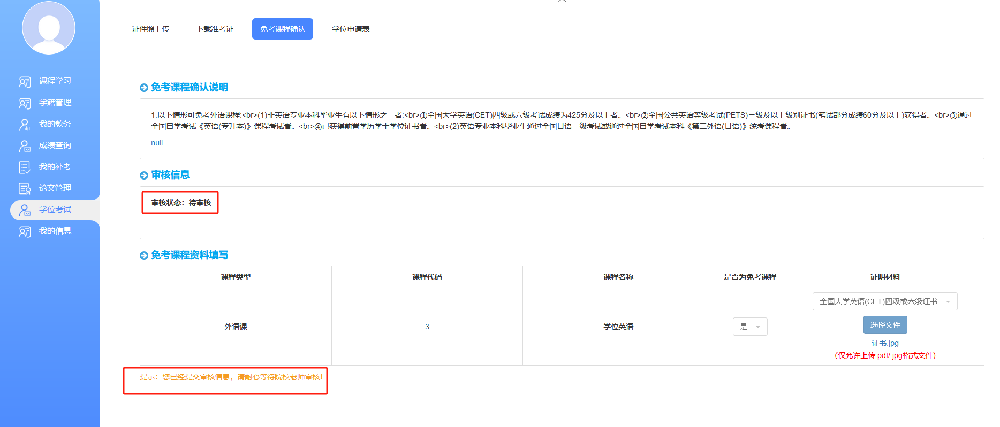 证件照上传 下载准考证 免考课程确认 学位申请表
课程学习
学籍管理
我的教务
成绩查询
我的补考
论文管理
学位考试
我的信息
免考课程确认说明
1.以下情形可免考外语课程:<br>(1)非英语专业本科毕业生有以下情形之一者:<br>①全国大学英语(CET)四级或六级考试成绩为425分及以上者。<br>②全国公共英语等级考试(PETS)三级及以上级别证书(笔试部分成绩60分及以上)获得者。<br>③通过
全国自学考试《英语(专升本)》课程考试者。<br>④已获得前置学历学士学位证书者。<br>(2)英语专业本科毕业生通过全国日语三级考试或通过全国自学考试本科《第二外语(日语)》统考课程者。
null
审核信息
审核状态：待审核
免考课程资料填写
课程类型 课程代码 课程名称 是否为免考课程 证明材料
外语课 3 学位英语 是 全国大学英语(CET)四级或六级证书
选择文件
证书.jpg
（仅允许上传.pdf/.jpg格式文件）
提示：您已经提交审核信息，请耐心等待院校老师审核！